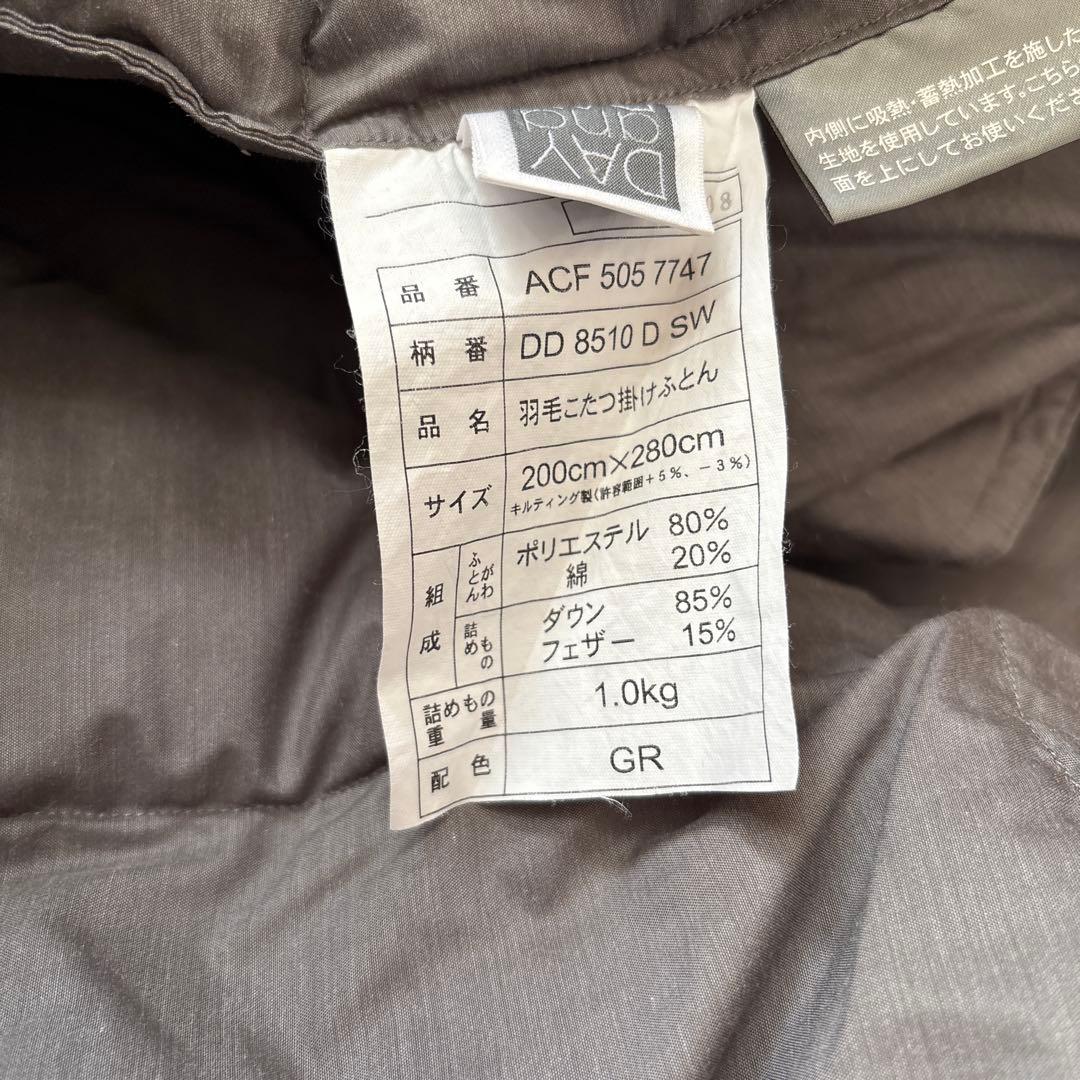 DAY
and
08
内側に吸熱・蓄熱加工を施した
生地を使用しています。こちら
面を上にしてお使いくださ
品番 ACF 505 7747
柄番 DD 8510 D SW
品名 羽毛こたつ掛けふとん
サイズ 200cm×280cm
キルティング製(許容範囲+5%、-3%)
組成 ふとんがわ ポリエステル 80%
綿 20%
詰めもの ダウン 85%
フェザー 15%
詰めもの重量 1.0kg
配色 GR